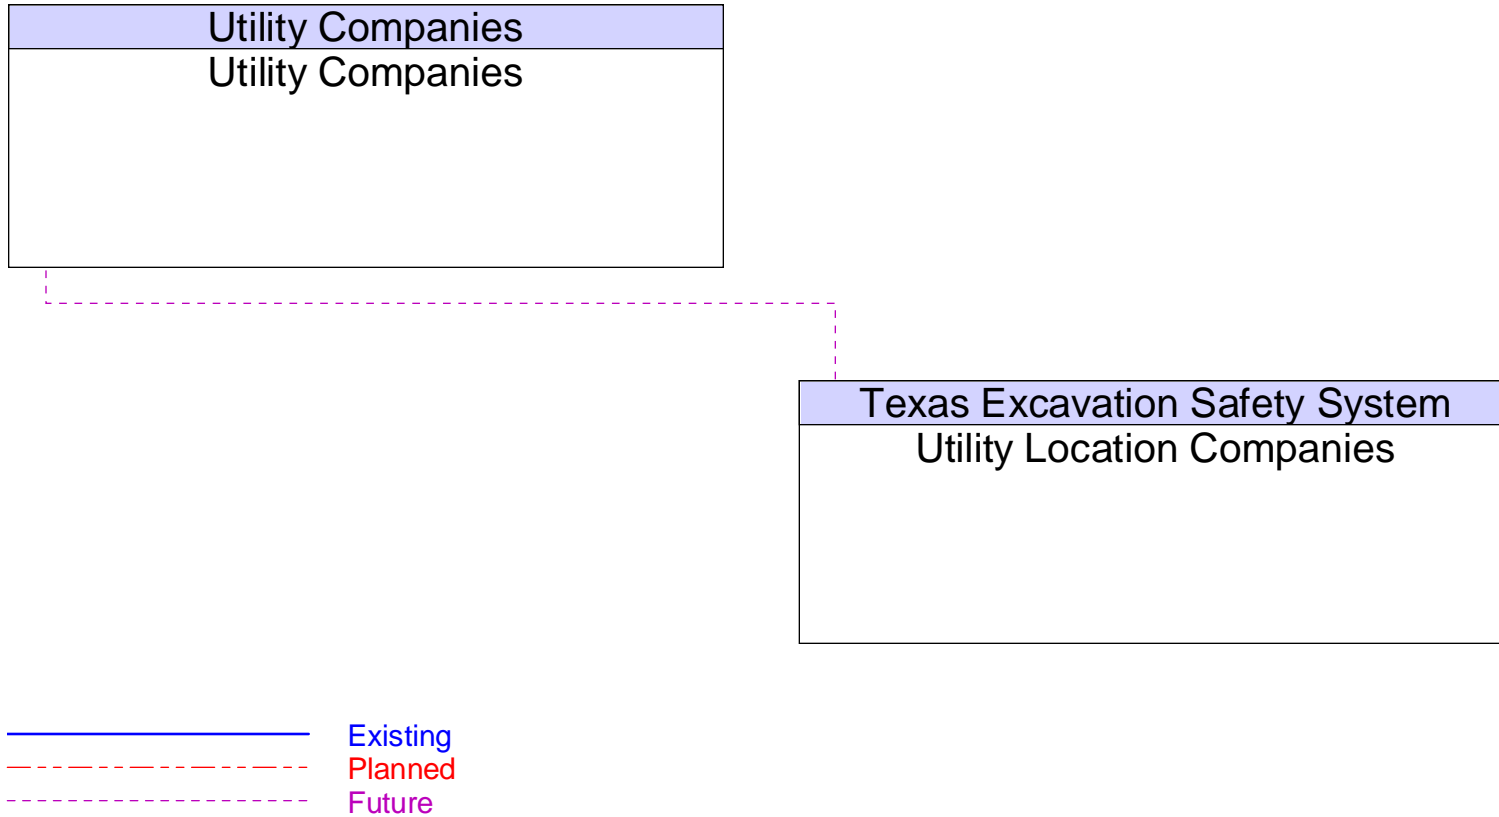 Utility Companies
Utility Companies
Texas Excavation Safety System
Utility Location Companies
Existing
Planned
Future